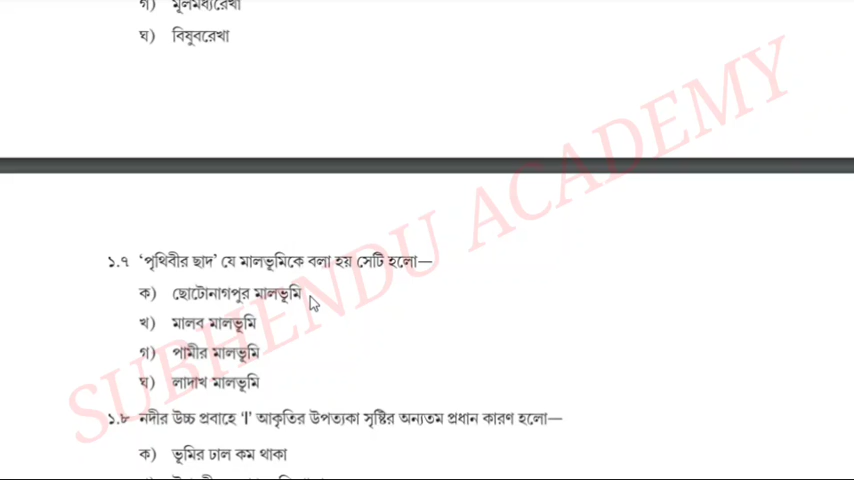 গ) মূলমধ্যরেখা
ঘ) বিষুবরেখা
SUBHENDU ACADEMY
১.৭ ‘পৃথিবীর ছাদ’ যে মালভূমিকে বলা হয় সেটি হলো—
ক) ছোটোনাগপুর মালভূমি
খ) মালব মালভূমি
গ) পামীর মালভূমি
ঘ) লাদাখ মালভূমি
১.৮ নদীর উচ্চ প্রবাহে ‘I’ আকৃতির উপত্যকা সৃষ্টির অন্যতম প্রধান কারণ হলো—
ক) ভূমির ঢাল কম থাকা